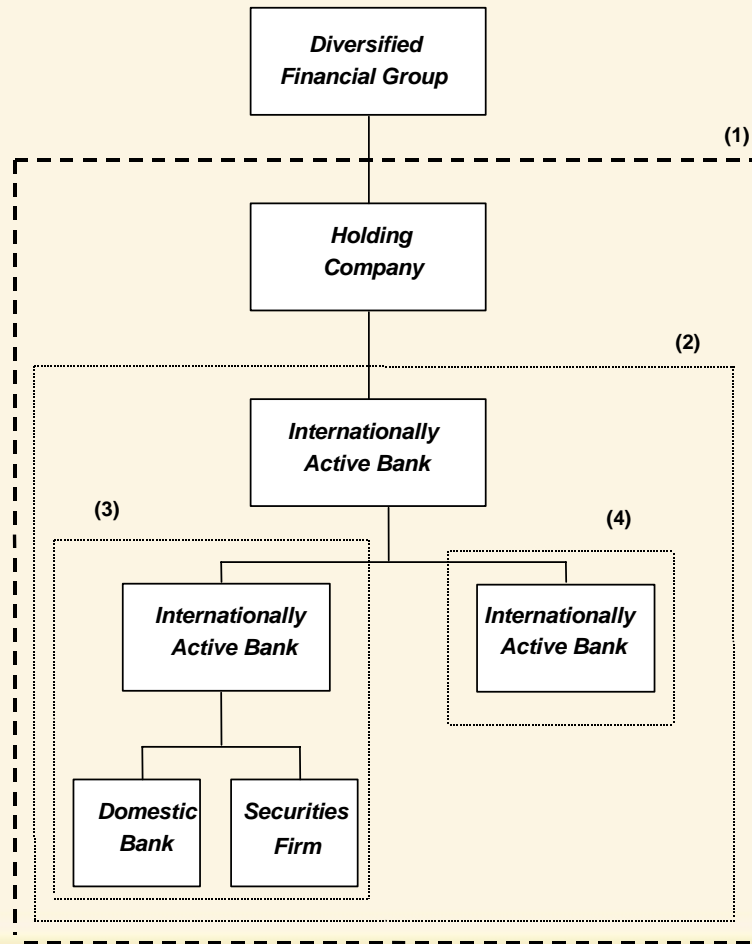 Diversified
Financial Group
(1)
Holding
Company
(2)
Internationally
Active Bank
(3)
(4)
Internationally
Active Bank
Internationally
Active Bank
Domestic
Bank
Securities
Firm